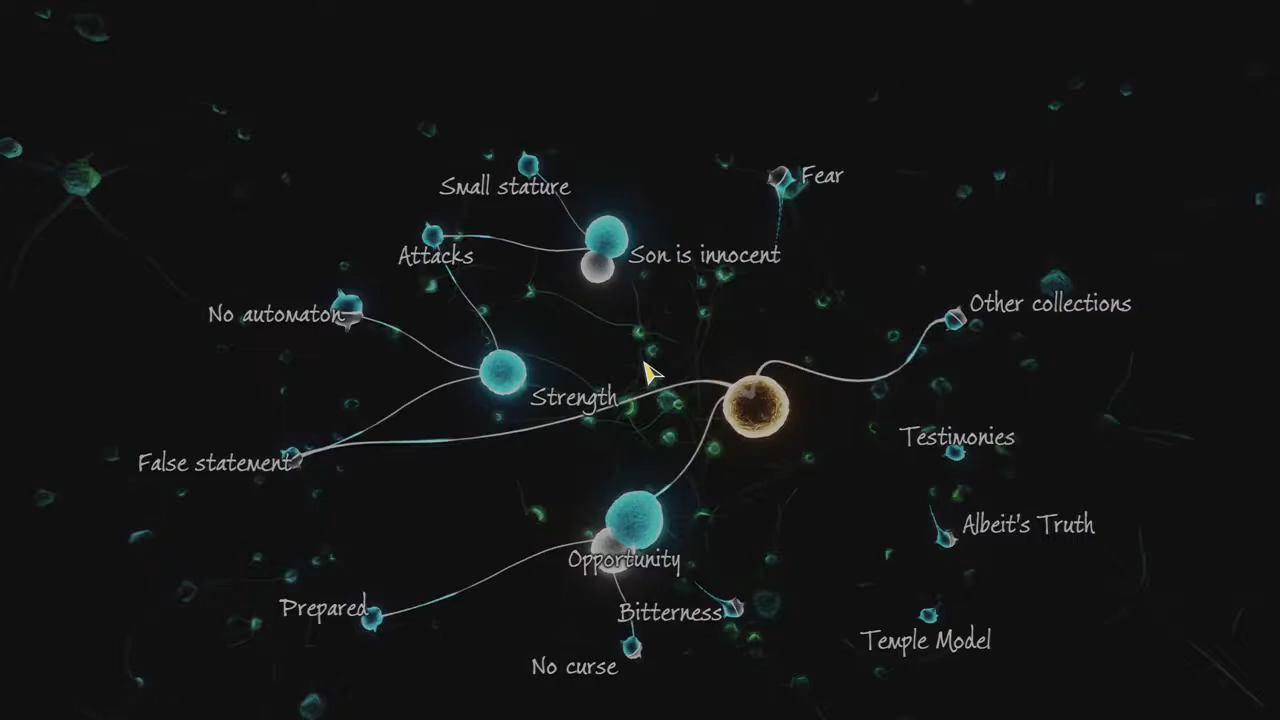 Fear
Small stature
Attacks
Son is innocent
No automaton
Other collections
Strength
Testimonies
False statement
Albeit's Truth
Opportunity
Prepared
Bitterness
Temple Model
No curse